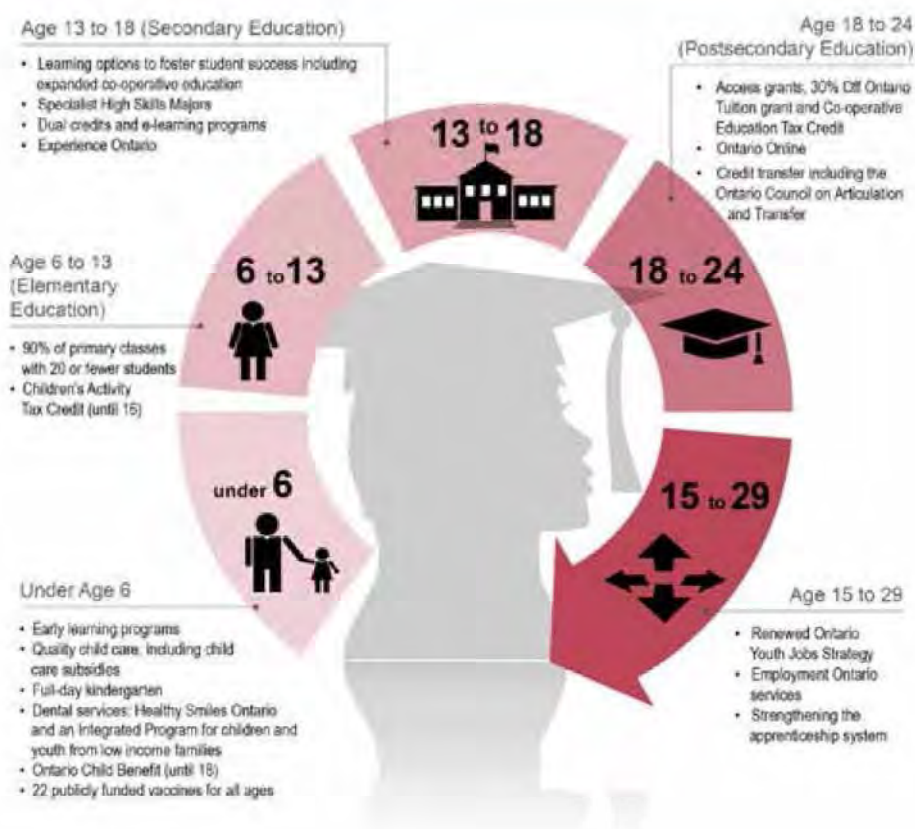 Age 13 to 18 (Secondary Education)
• Learning options to foster student success including
expanded co-operative education
• Specialist High Skills Majors
• Dual credits and e-learning programs
• Experience Ontario
Age 18 to 24
(Postsecondary Education)
• Access grants, 30% Off Ontario
Tuition grant and Co-operative
Education Tax Credit
• Ontario Online
• Credit transfer including the
Ontario Council on Articulation
and Transfer
13 to 18
6 to 13
18 to 24
Age 6 to 13
(Elementary
Education)
• 90% of primary classes
with 20 or fewer students
• Children's Activity
Tax Credit (until 16)
under 6
15 to 29
Under Age 6
• Early learning programs
• Quality child care, including child
care subsidies
• Full-day kindergarten
• Dental services: Healthy Smiles Ontario
and an Integrated Program for children and
youth from low income families
• Ontario Child Benefit (until 18)
• 22 publicly funded vaccines for all ages
Age 15 to 29
• Renewed Ontario
Youth Jobs Strategy
• Employment Ontario
services
• Strengthening the
apprenticeship system